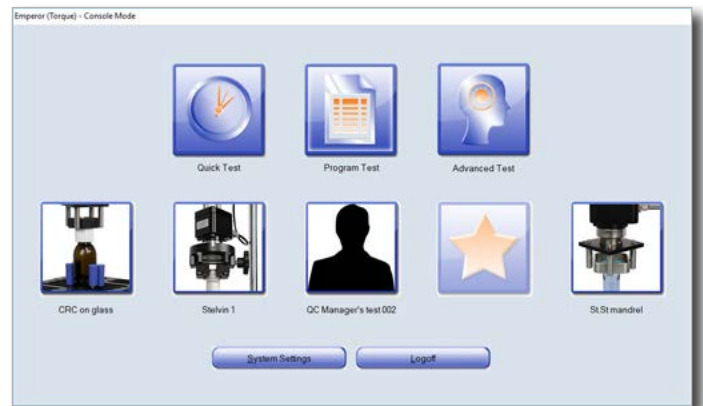 Emperor (Torque) - Console Mode
Quick Test
Program Test
Advanced Test
CRC on glass
Stelvin 1
QC Manager's test 002
St.St mandrel
System Settings
Logoff